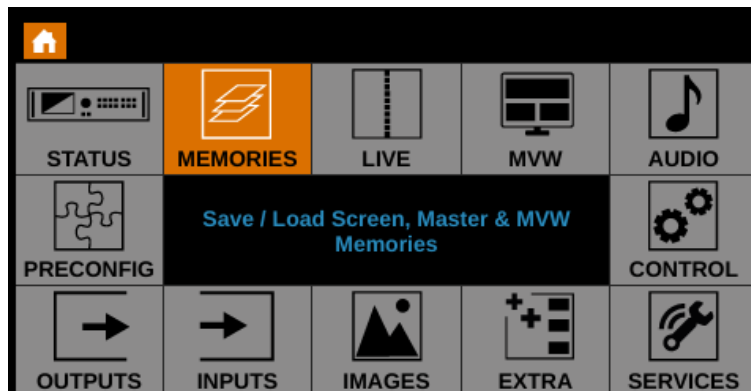 STATUS
MEMORIES
LIVE
MVW
AUDIO
PRECONFIG
Save / Load Screen, Master & MVW
Memories
CONTROL
OUTPUTS
INPUTS
IMAGES
EXTRA
SERVICES